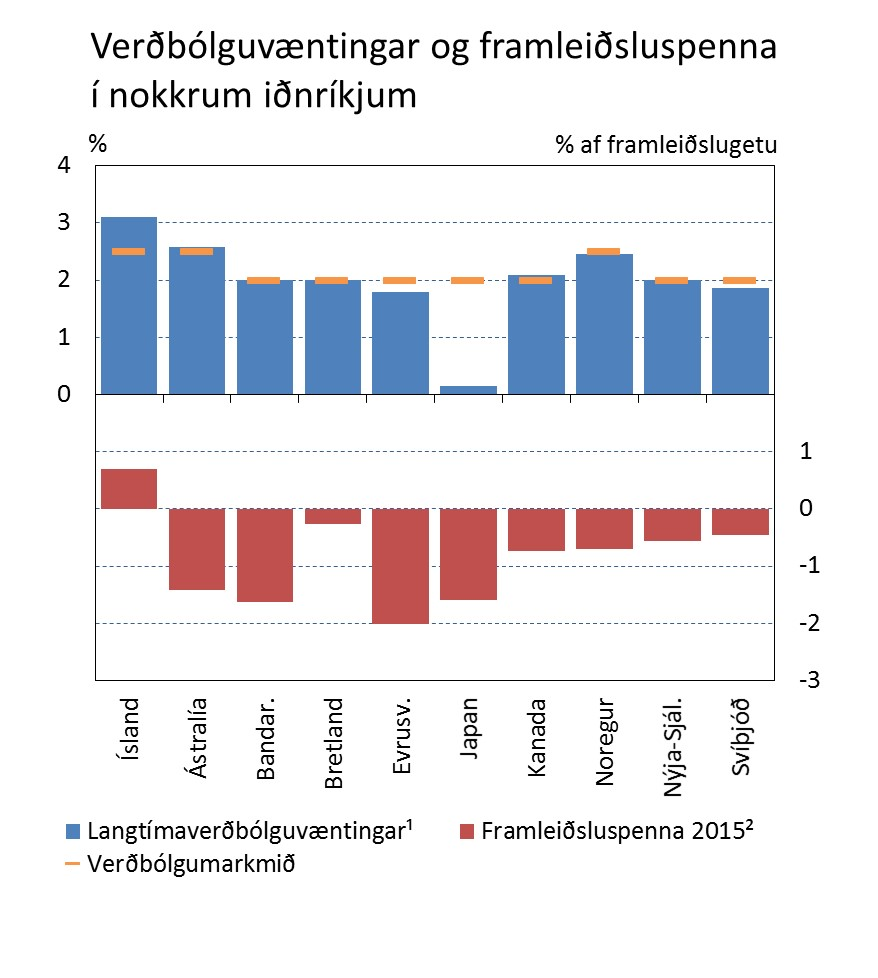 Verðbólguvæntingar og framleiðsluspenna
í nokkrum iðnríkjum
%
% af framleiðslugetu
4
3
2
1
0
1
0
-1
-2
-3
Ísland
Ástralía
Bandar.
Bretland
Evrusv.
Japan
Kanada
Noregur
Nýja-Sjál.
Svíþjóð
Langtímaverðbólguvæntingar¹
Framleiðsluspenna 2015²
Verðbólgumarkmið